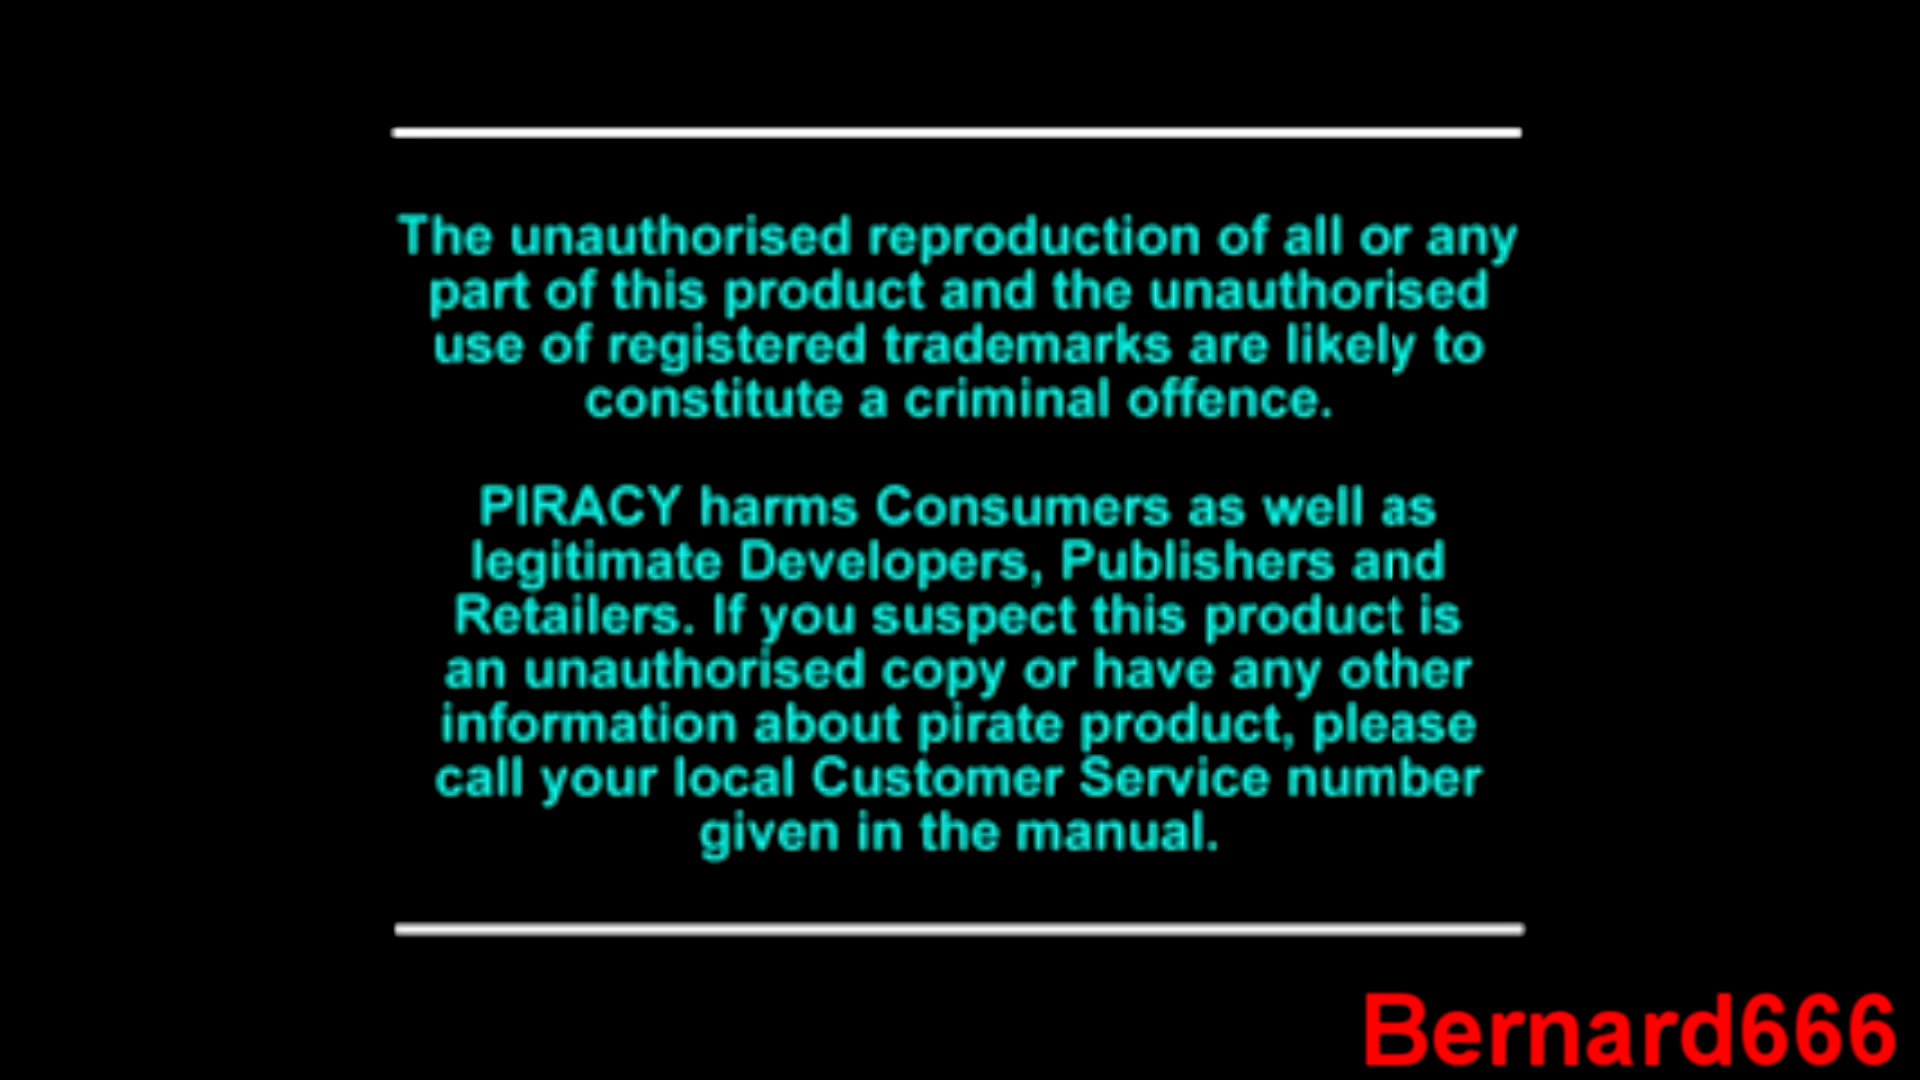 The unauthorised reproduction of all or any
part of this product and the unauthorised
use of registered trademarks are likely to
constitute a criminal offence.
PIRACY harms Consumers as well as
legitimate Developers, Publishers and
Retailers. If you suspect this product is
an unauthorised copy or have any other
information about pirate product, please
call your local Customer Service number
given in the manual.
Bernard666